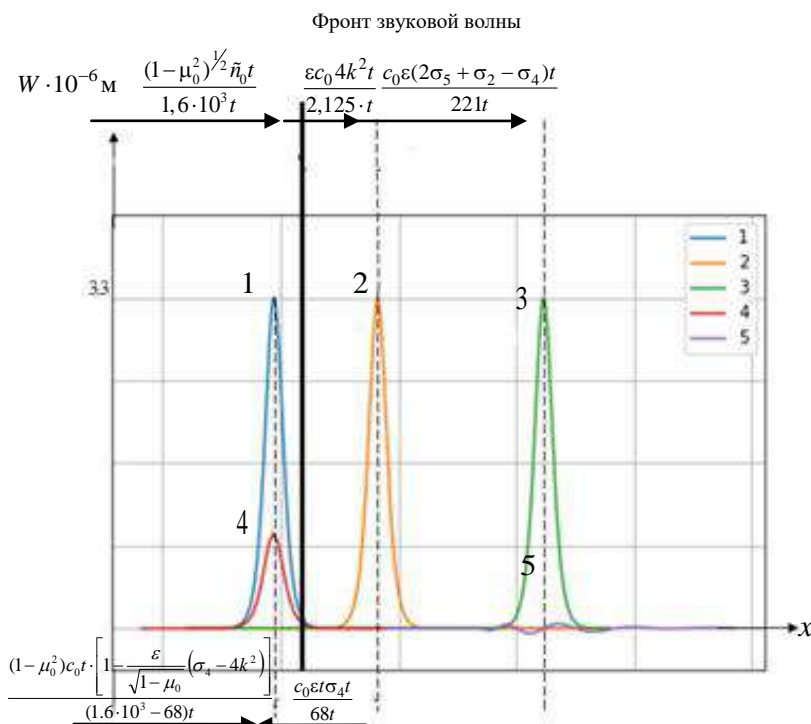 Фронт звуковой волны
W · 10⁻⁶ м  (1−μ₀²)^½ ñ₀t / 1,6·10³ t  εc₀4k²t / 2,125·t  c₀ε(2σ₅ + σ₂ − σ₄)t / 221t
33
1
2
3
4
5
1
2
3
4
5
x
(1−μ₀²)c₀t·[1 − ε/√(1−μ₀) (σ₄ − 4k²)] / (1.6·10³ − 68)t  c₀εtσ₄t / 68t